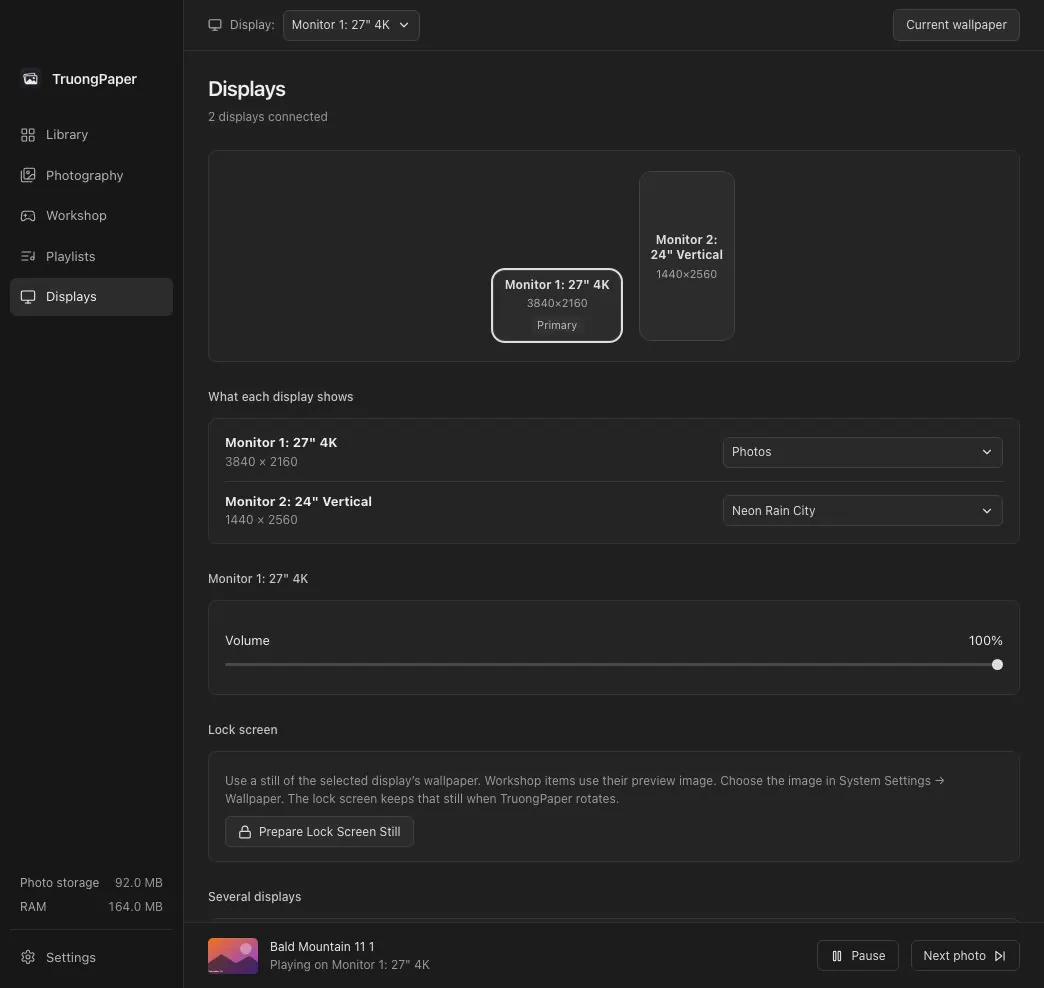 Display:
Monitor 1: 27" 4K
Current wallpaper
TruongPaper
Library
Photography
Workshop
Playlists
Displays
Photo storage 92.0 MB
RAM 164.0 MB
Settings
Displays
2 displays connected
Monitor 1: 27" 4K
3840×2160
Primary
Monitor 2:
24" Vertical
1440×2560
What each display shows
Monitor 1: 27" 4K
3840 × 2160
Photos
Monitor 2: 24" Vertical
1440 × 2560
Neon Rain City
Monitor 1: 27" 4K
Volume 100%
Lock screen
Use a still of the selected display's wallpaper. Workshop items use their preview image. Choose the image in System Settings →
Wallpaper. The lock screen keeps that still when TruongPaper rotates.
Prepare Lock Screen Still
Several displays
Bald Mountain 11 1
Playing on Monitor 1: 27" 4K
Pause
Next photo